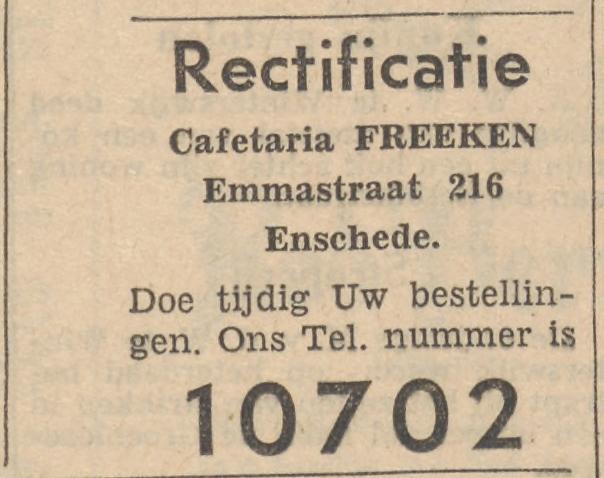 Rectificatie
Cafetaria FREEKEN
Emmastraat 216
Enschede.
Doe tijdig Uw bestellin-
gen. Ons Tel. nummer is
10702